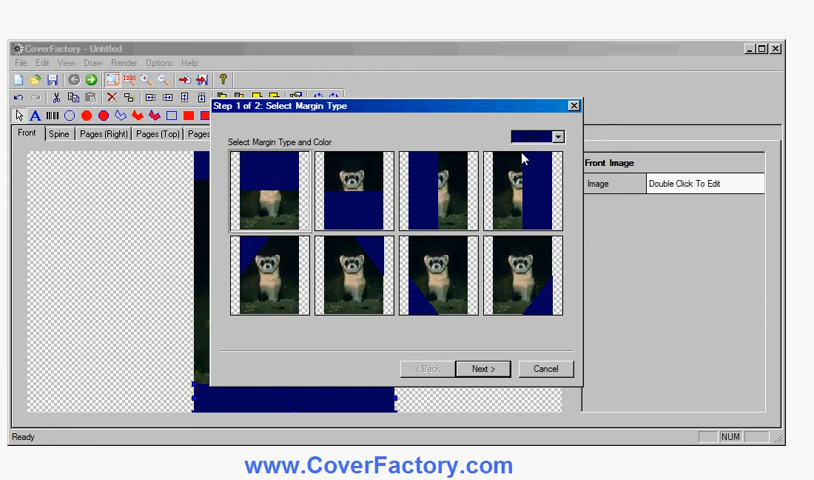 CoverFactory - Untitled
File Edit View Draw Render Options Help
100%
A
Front Spine Pages (Right) Pages (Top) Pages
Step 1 of 2: Select Margin Type
Select Margin Type and Color
< Back Next > Cancel
Front Image
Image Double Click To Edit
Ready NUM
www.CoverFactory.com